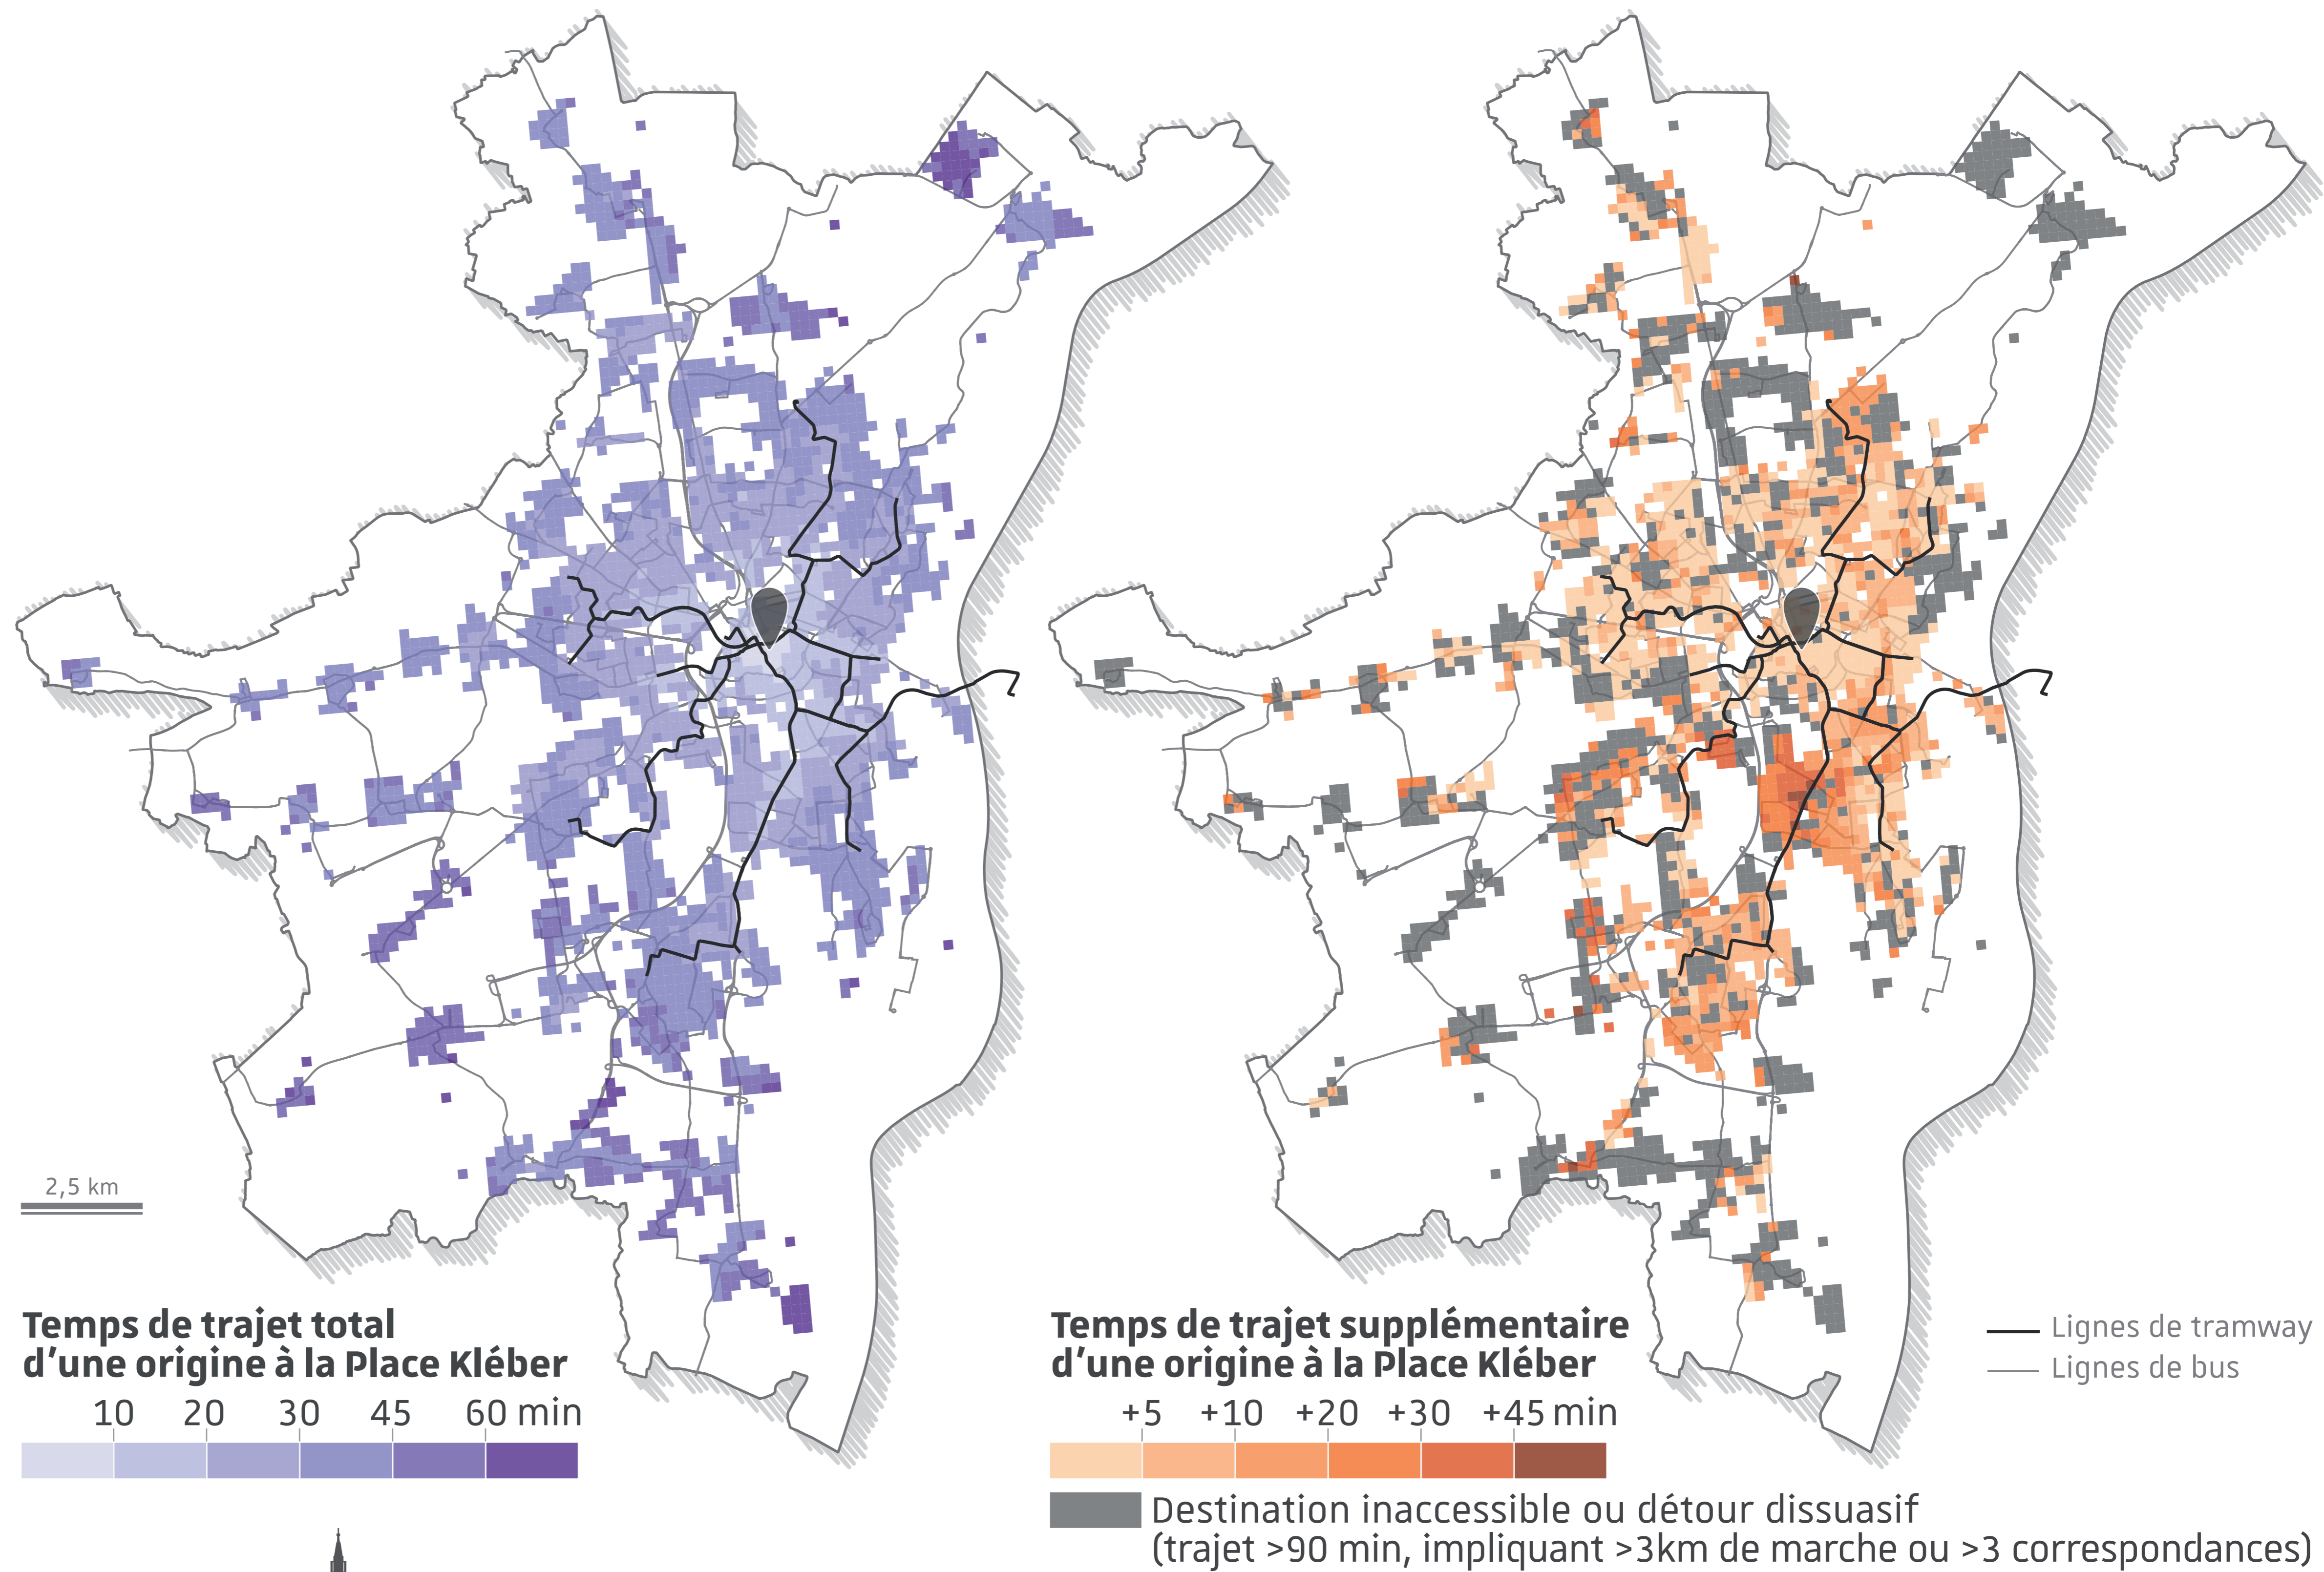 2,5 km
Temps de trajet total
d'une origine à la Place Kléber
10 20 30 45 60 min
Temps de trajet supplémentaire
d'une origine à la Place Kléber
+5 +10 +20 +30 +45 min
Destination inaccessible ou détour dissuasif
(trajet >90 min, impliquant >3km de marche ou >3 correspondances)
Lignes de tramway
Lignes de bus